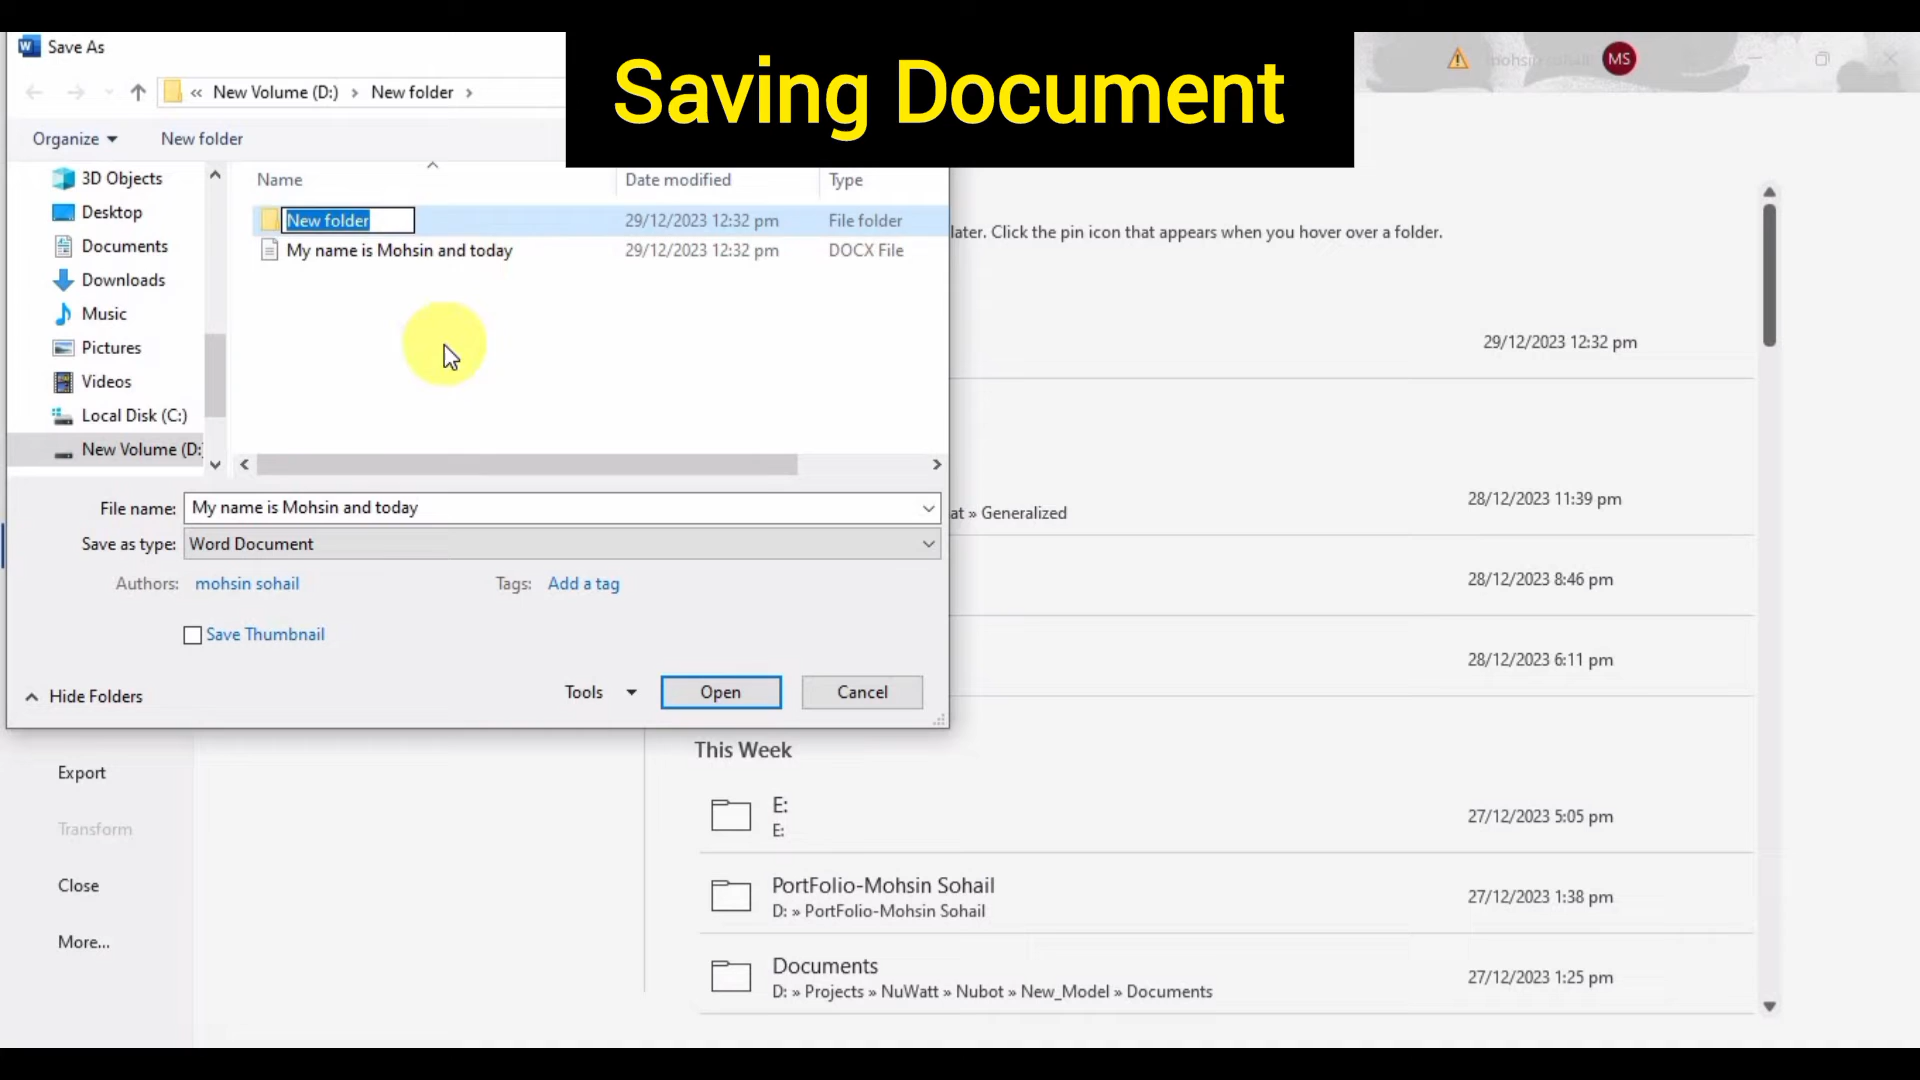 Save As
Saving Document
MS
« New Volume (D:) › New folder ›
Organize
New folder
Name
Date modified
Type
3D Objects
Desktop
Documents
Downloads
Music
Pictures
Videos
Local Disk (C:)
New Volume (D:
New folder
29/12/2023 12:32 pm
File folder
My name is Mohsin and today
29/12/2023 12:32 pm
DOCX File
later. Click the pin icon that appears when you hover over a folder.
29/12/2023 12:32 pm
File name:
My name is Mohsin and today
Save as type:
Word Document
Authors:
mohsin sohail
Tags:
Add a tag
Save Thumbnail
Hide Folders
Tools
Open
Cancel
28/12/2023 11:39 pm
at » Generalized
28/12/2023 8:46 pm
28/12/2023 6:11 pm
Export
Transform
Close
More...
This Week
E:
E:
27/12/2023 5:05 pm
PortFolio-Mohsin Sohail
D: » PortFolio-Mohsin Sohail
27/12/2023 1:38 pm
Documents
D: » Projects » NuWatt » Nubot » New_Model » Documents
27/12/2023 1:25 pm